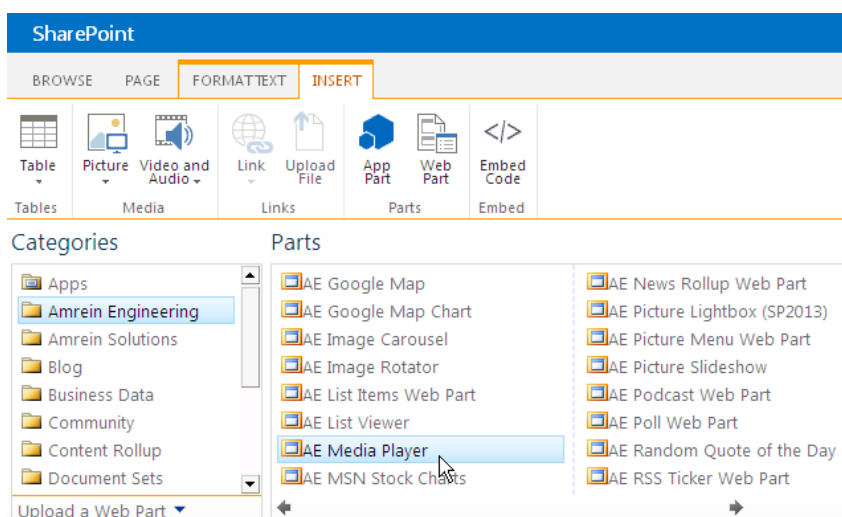 SharePoint
BROWSE PAGE FORMAT TEXT INSERT
Table Picture Video and Audio Link Upload File App Part Web Part Embed Code
Tables Media Links Parts Embed
Categories Parts
Apps
Amrein Engineering
Amrein Solutions
Blog
Business Data
Community
Content Rollup
Document Sets
Upload a Web Part
AE Google Map
AE Google Map Chart
AE Image Carousel
AE Image Rotator
AE List Items Web Part
AE List Viewer
AE Media Player
AE MSN Stock Charts
AE News Rollup Web Part
AE Picture Lightbox (SP2013)
AE Picture Menu Web Part
AE Picture Slideshow
AE Podcast Web Part
AE Poll Web Part
AE Random Quote of the Day
AE RSS Ticker Web Part